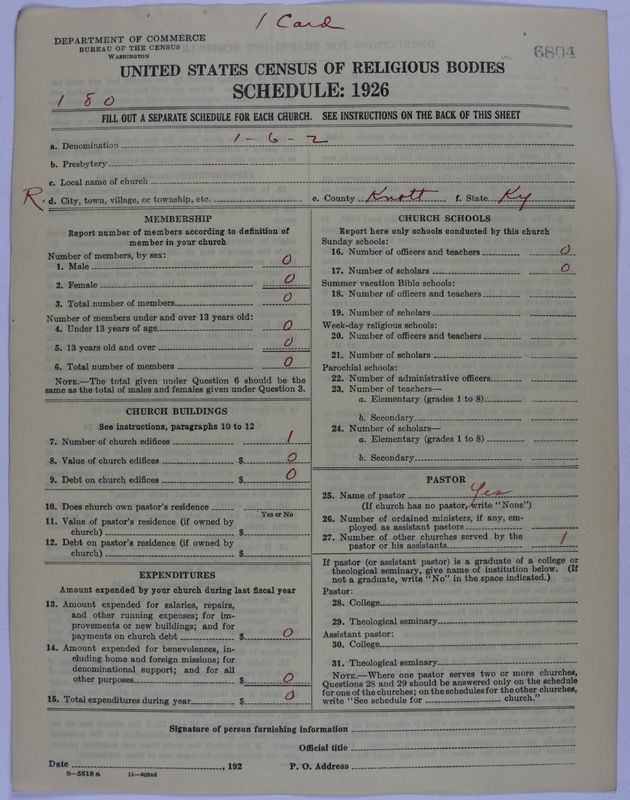 1 Card
DEPARTMENT OF COMMERCE
BUREAU OF THE CENSUS
WASHINGTON
6804
UNITED STATES CENSUS OF RELIGIOUS BODIES
SCHEDULE: 1926
180
FILL OUT A SEPARATE SCHEDULE FOR EACH CHURCH. SEE INSTRUCTIONS ON THE BACK OF THIS SHEET
a. Denomination 1-6-2
b. Presbytery
c. Local name of church
R d. City, town, village, or township, etc. e. County Knott f. State Ky
MEMBERSHIP
Report number of members according to definition of
member in your church
Number of members, by sex:
1. Male 0
2. Female 0
3. Total number of members 0
Number of members under and over 13 years old:
4. Under 13 years of age 0
5. 13 years old and over 0
6. Total number of members 0
NOTE.—The total given under Question 6 should be the
same as the total of males and females given under Question 3.
CHURCH BUILDINGS
See instructions, paragraphs 10 to 12
7. Number of church edifices 1
8. Value of church edifices $ 0
9. Debt on church edifices $ 0
10. Does church own pastor's residence
Yes or No
11. Value of pastor's residence (if owned by
church) $
12. Debt on pastor's residence (if owned by
church) $
EXPENDITURES
Amount expended by your church during last fiscal year
13. Amount expended for salaries, repairs,
and other running expenses; for im-
provements or new buildings; and for
payments on church debt $ 0
14. Amount expended for benevolences, in-
cluding home and foreign missions; for
denominational support; and for all
other purposes $ 0
15. Total expenditures during year $ 0
CHURCH SCHOOLS
Report here only schools conducted by this church
Sunday schools:
16. Number of officers and teachers 0
17. Number of scholars 0
Summer vacation Bible schools:
18. Number of officers and teachers
19. Number of scholars
Week-day religious schools:
20. Number of officers and teachers
21. Number of scholars
Parochial schools:
22. Number of administrative officers
23. Number of teachers—
a. Elementary (grades 1 to 8)
b. Secondary
24. Number of scholars—
a. Elementary (grades 1 to 8)
b. Secondary
PASTOR
25. Name of pastor Yes
(If church has no pastor, write "None")
26. Number of ordained ministers, if any, em-
ployed as assistant pastors
27. Number of other churches served by the
pastor or his assistants 1
If pastor (or assistant pastor) is a graduate of a college or
theological seminary, give name of institution below. (If
not a graduate, write "No" in the space indicated.)
Pastor:
28. College
29. Theological seminary
Assistant pastor:
30. College
31. Theological seminary
NOTE.—Where one pastor serves two or more churches,
Questions 28 and 29 should be answered only on the schedule
for one of the churches; on the schedules for the other churches,
write "See schedule for church."
Signature of person furnishing information
Official title
Date , 192 P. O. Address
S—5518 a 11—9054d